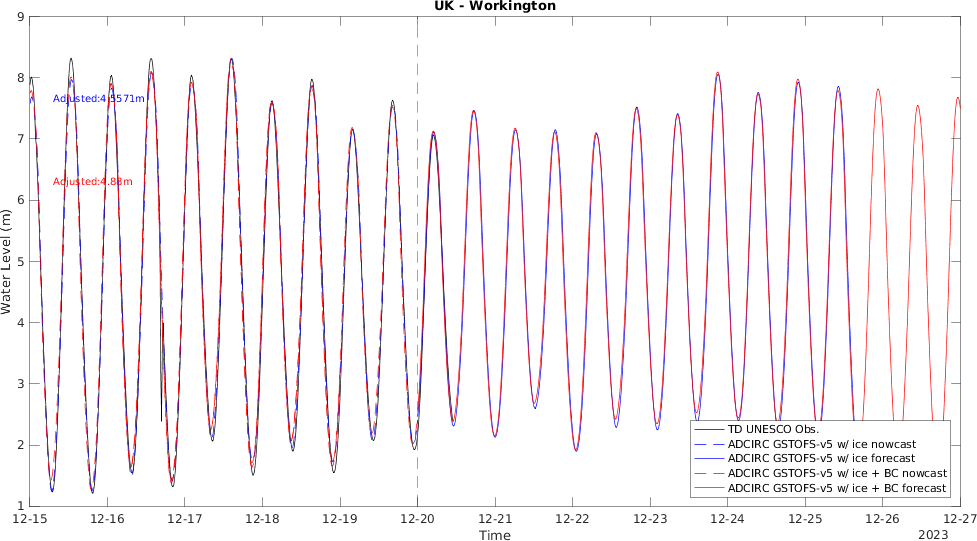 UK - Workington
9
8
7
6
5
4
3
2
1
Water Level (m)
Adjusted:4.5571m
Adjusted:4.88m
TD UNESCO Obs.
ADCIRC GSTOFS-v5 w/ ice nowcast
ADCIRC GSTOFS-v5 w/ ice forecast
ADCIRC GSTOFS-v5 w/ ice + BC nowcast
ADCIRC GSTOFS-v5 w/ ice + BC forecast
12-15 12-16 12-17 12-18 12-19 12-20 12-21 12-22 12-23 12-24 12-25 12-26 12-27
Time
2023